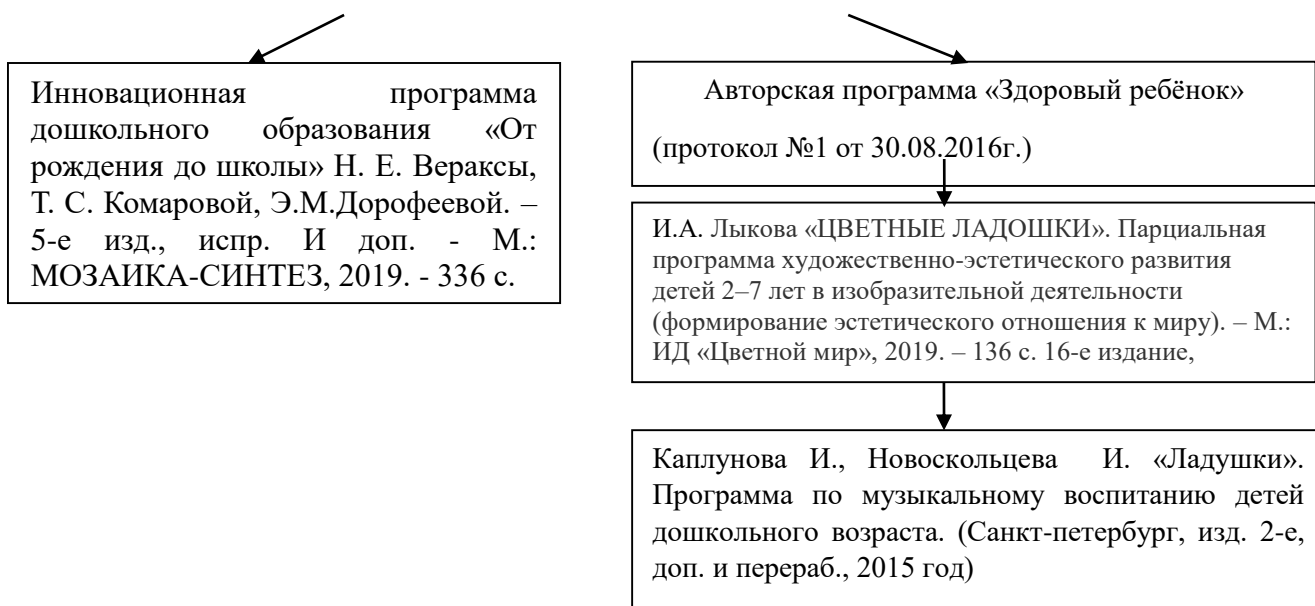 Инновационная программа
дошкольного образования «От
рождения до школы» Н. Е. Вераксы,
Т. С. Комаровой, Э.М.Дорофеевой. –
5-е изд., испр. И доп. - М.:
МОЗАИКА-СИНТЕЗ, 2019. - 336 с.
Авторская программа «Здоровый ребёнок»
(протокол №1 от 30.08.2016г.)
И.А. Лыкова «ЦВЕТНЫЕ ЛАДОШКИ». Парциальная
программа художественно-эстетического развития
детей 2–7 лет в изобразительной деятельности
(формирование эстетического отношения к миру). – М.:
ИД «Цветной мир», 2019. – 136 с. 16-е издание,
Каплунова И., Новоскольцева И. «Ладушки».
Программа по музыкальному воспитанию детей
дошкольного возраста. (Санкт-петербург, изд. 2-е,
доп. и перераб., 2015 год)